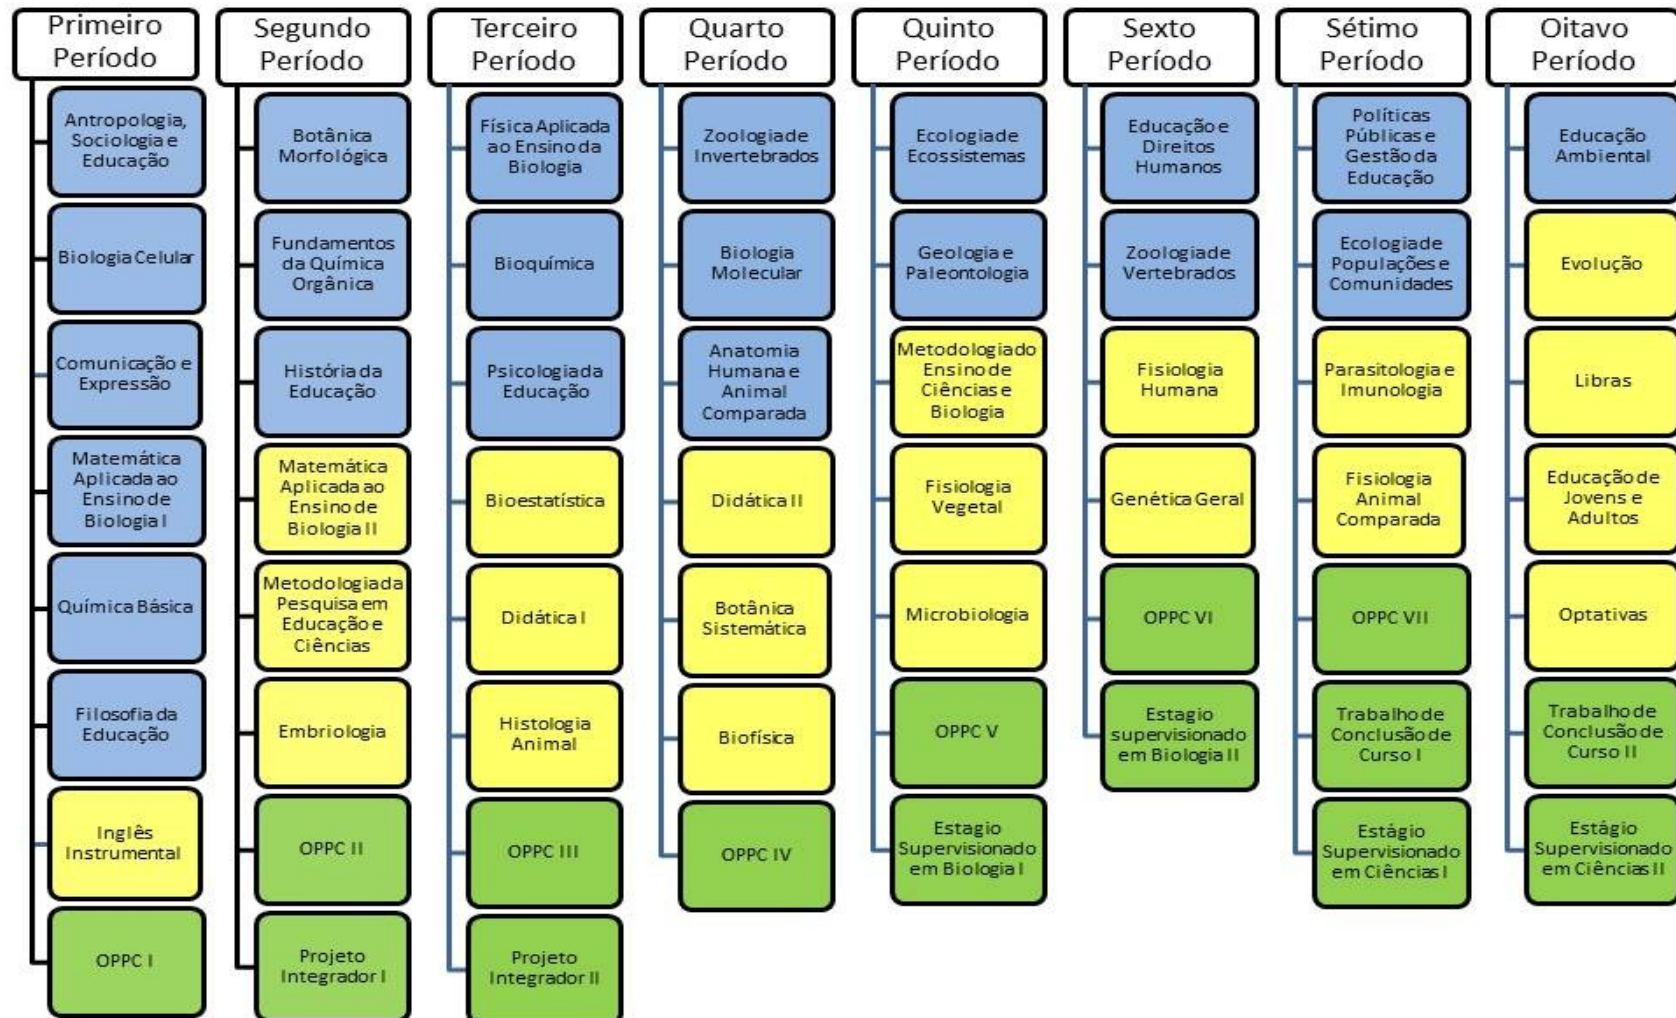 Primeiro
Período
Antropologia,
Sociologia e
Educação
Biologia Celular
Comunicação e
Expressão
Matemática
Aplicada ao
Ensino de
Biologia I
Química Básica
Filosofia da
Educação
Inglês
Instrumental
OPPC I
Segundo
Período
Botânica
Morfológica
Fundamentos
da Química
Orgânica
História da
Educação
Matemática
Aplicada ao
Ensino de
Biologia II
Metodologia da
Pesquisa em
Educação e
Ciências
Embriologia
OPPC II
Projeto
Integrador I
Terceiro
Período
Física Aplicada
ao Ensino da
Biologia
Bioquímica
Psicologia da
Educação
Bioestatística
Didática I
Histologia
Animal
OPPC III
Projeto
Integrador II
Quarto
Período
Zoologia de
Invertebrados
Biologia
Molecular
Anatomia
Humana e
Animal
Comparada
Didática II
Botânica
Sistemática
Biofísica
OPPC IV
Quinto
Período
Ecologia de
Ecossistemas
Geologia e
Paleontologia
Metodologia do
Ensino de
Ciências e
Biologia
Fisiologia
Vegetal
Microbiologia
OPPC V
Estagio
Supervisionado
em Biologia I
Sexto
Período
Educação e
Direitos
Humanos
Zoologia de
Vertebrados
Fisiologia
Humana
Genética Geral
OPPC VI
Estagio
supervisionado
em Biologia II
Sétimo
Período
Políticas
Públicas e
Gestão da
Educação
Ecologia de
Populações e
Comunidades
Parasitologia e
Imunologia
Fisiologia
Animal
Comparada
OPPC VII
Trabalho de
Conclusão de
Curso I
Estágio
Supervisionado
em Ciências I
Oitavo
Período
Educação
Ambiental
Evolução
Libras
Educação de
Jovens e
Adultos
Optativas
Trabalho de
Conclusão de
Curso II
Estágio
Supervisionado
em Ciências II